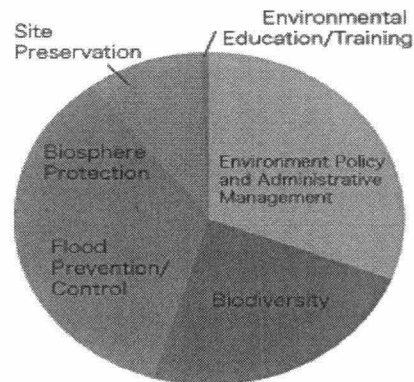 Environmental
Education/Training
Site
Preservation
Biosphere
Protection
Environment Policy
and Administrative
Management
Flood
Prevention/
Control
Biodiversity